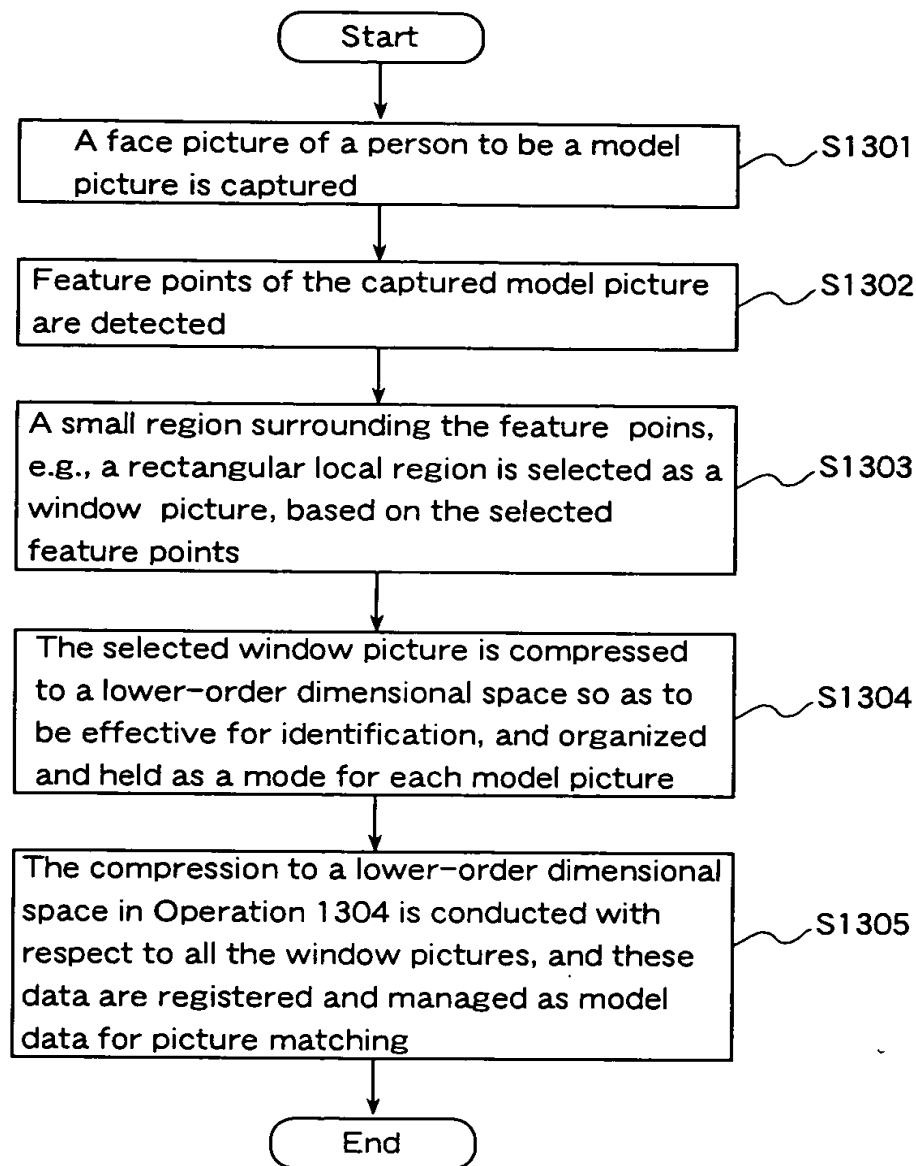 Start
A face picture of a person to be a model
picture is captured
S1301
Feature points of the captured model picture
are detected
S1302
A small region surrounding the feature poins,
e.g., a rectangular local region is selected as a
window picture, based on the selected
feature points
S1303
The selected window picture is compressed
to a lower-order dimensional space so as to
be effective for identification, and organized
and held as a mode for each model picture
S1304
The compression to a lower-order dimensional
space in Operation 1304 is conducted with
respect to all the window pictures, and these
data are registered and managed as model
data for picture matching
S1305
End